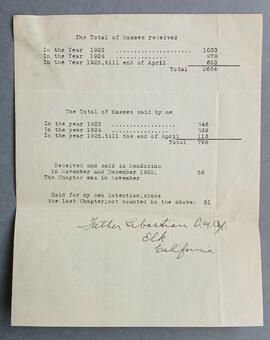 The Total of Masses received
In the Year 1923 .................... 1033
In the Year 1924 .................... 978
In the Year 1925,till end of April 653
Total 2664
The Total of Masses said by me
In the year 1923 ................ 346
In the year 1924 ................ 339
In the year 1925,till the end of April 113
Total 798
Received and said in Mendocino
in November and December 1922. 58
The Chapter was in November
Said for my own intention,since
the last Chapter,not counted in the above: 51
Father Sebastian O.M.Cap.
Elk
California